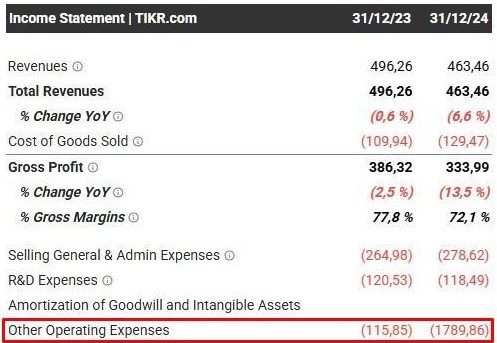 Income Statement | TIKR.com 31/12/23 31/12/24
Revenues 496,26 463,46
Total Revenues 496,26 463,46
% Change YoY (0,6 %) (6,6 %)
Cost of Goods Sold (109,94) (129,47)
Gross Profit 386,32 333,99
% Change YoY (2,5 %) (13,5 %)
% Gross Margins 77,8 % 72,1 %
Selling General & Admin Expenses (264,98) (278,62)
R&D Expenses (120,53) (118,49)
Amortization of Goodwill and Intangible Assets
Other Operating Expenses (115,85) (1789,86)